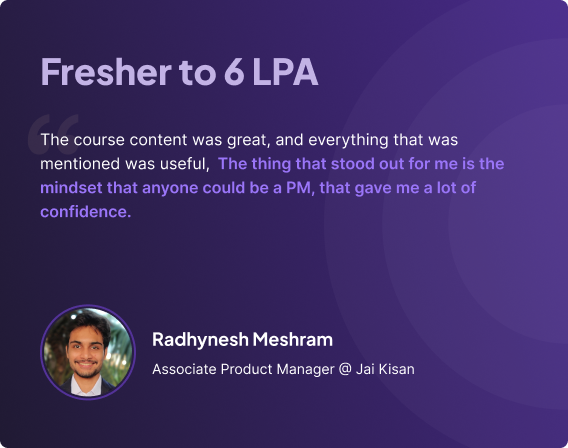 Fresher to 6 LPA
“
The course content was great, and everything that was
mentioned was useful, The thing that stood out for me is the
mindset that anyone could be a PM, that gave me a lot of
confidence.
Radhynesh Meshram
Associate Product Manager @ Jai Kisan